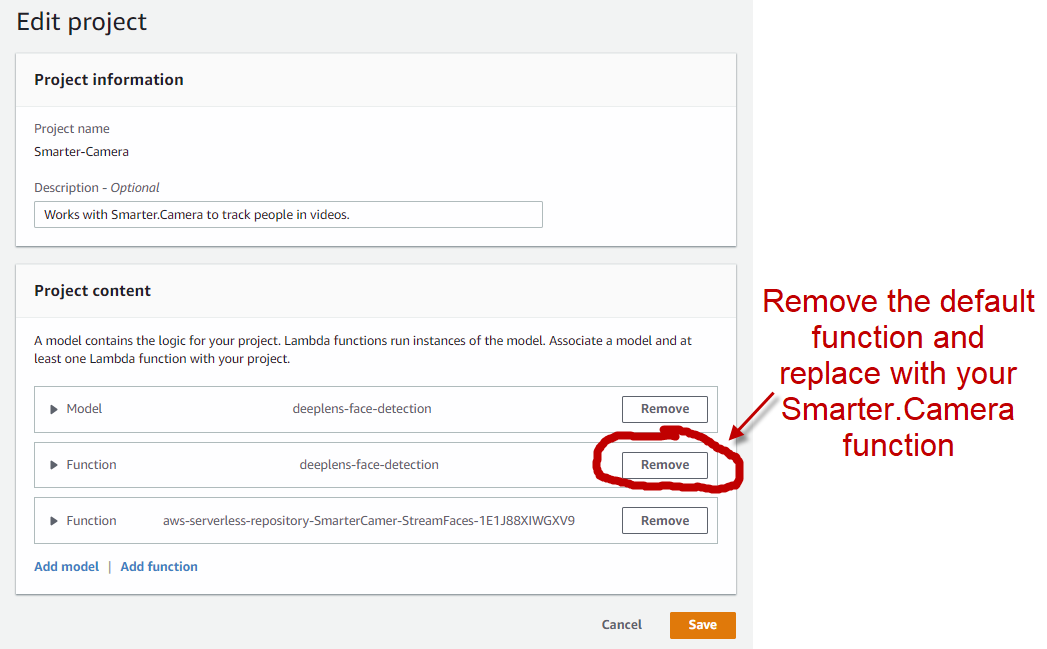 Edit project
Project information
Project name
Smarter-Camera
Description - Optional
Works with Smarter.Camera to track people in videos.
Project content
A model contains the logic for your project. Lambda functions run instances of the model. Associate a model and at
least one Lambda function with your project.
Model deeplens-face-detection Remove
Function deeplens-face-detection Remove
Function aws-serverless-repository-SmarterCamer-StreamFaces-1E1J88XIWGXV9 Remove
Add model | Add function
Cancel Save
Remove the default
function and
replace with your
Smarter.Camera
function